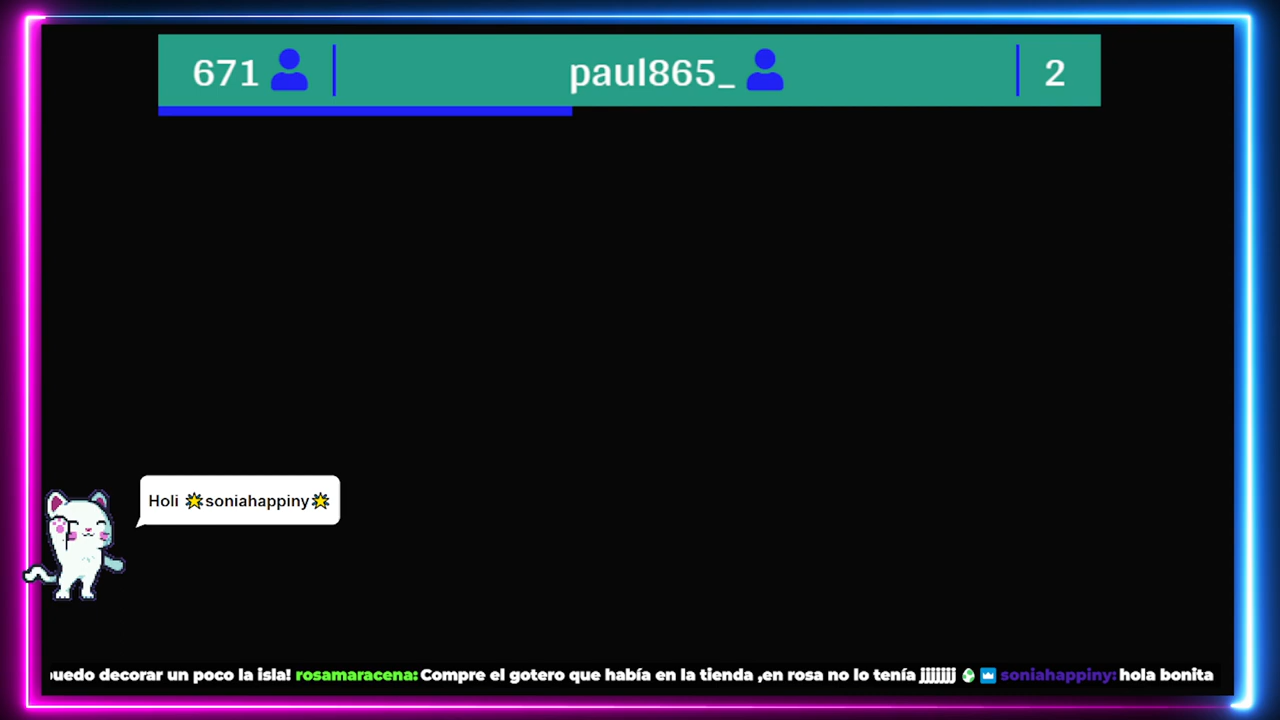 671 paul865_ 2
Holi 🌟soniahappiny🌟
puedo decorar un poco la isla! rosamaracena: Compre el gotero que había en la tienda ,en rosa no lo tenía jjjjjjj soniahappiny: hola bonita